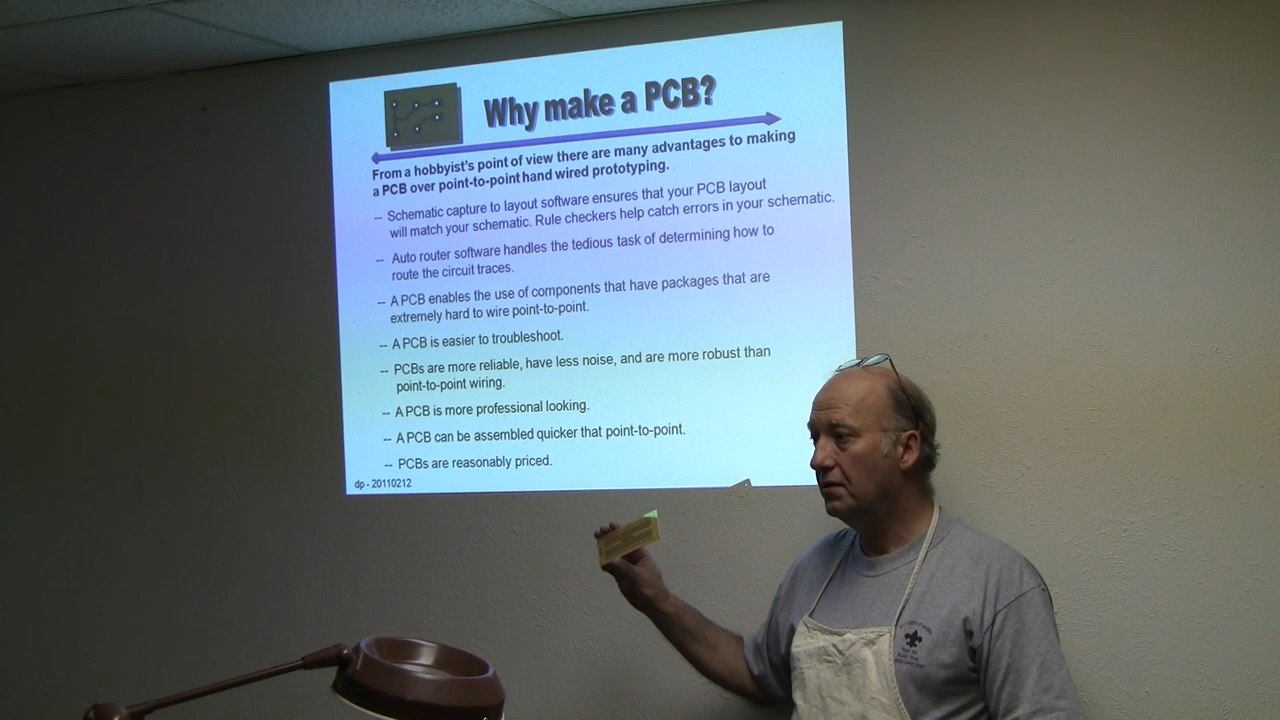 Why make a PCB?
From a hobbyist's point of view there are many advantages to making
a PCB over point-to-point hand wired prototyping.
-- Schematic capture to layout software ensures that your PCB layout
will match your schematic. Rule checkers help catch errors in your schematic.
-- Auto router software handles the tedious task of determining how to
route the circuit traces.
-- A PCB enables the use of components that have packages that are
extremely hard to wire point-to-point.
-- A PCB is easier to troubleshoot.
-- PCBs are more reliable, have less noise, and are more robust than
point-to-point wiring.
-- A PCB is more professional looking.
-- A PCB can be assembled quicker that point-to-point.
-- PCBs are reasonably priced.
dp - 20110212